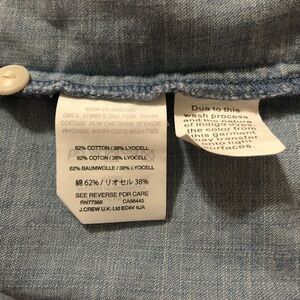 62% COTTON / 38% LYOCELL
62% COTON / 38% LYOCELL
62% BAUMWOLLE / 38% LYOCELL
綿 62% / リオセル 38%
SEE REVERSE FOR CARE
RN77388 CA56445
J.CREW U.K. Ltd EC4V 6JA
Due to this
wash process
and the nature
of indigo dyes
the color from
this garment
may transfer
onto light
surfaces.